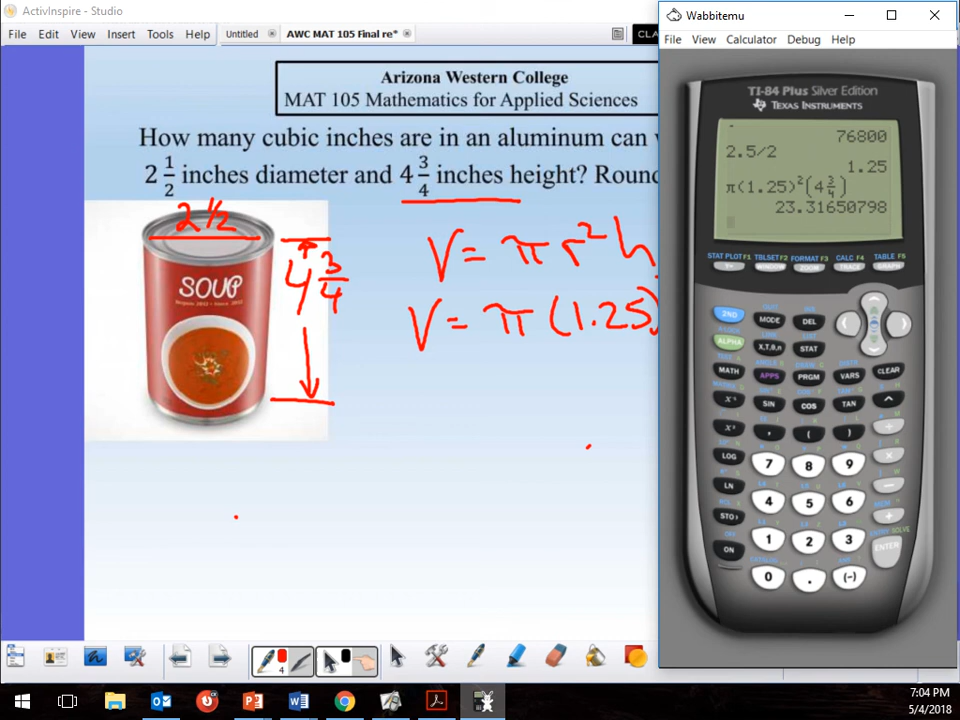 ActivInspire - Studio
File Edit View Insert Tools Help
Untitled
AWC MAT 105 Final re*
CLA
Arizona Western College
MAT 105 Mathematics for Applied Sciences
How many cubic inches are in an aluminum can
2 1/2 inches diameter and 4 3/4 inches height? Round
2 1/2
4 3/4
SOUP
V = π r² h
V = π (1.25)
4
Wabbitemu
File View Calculator Debug Help
TI-84 Plus Silver Edition
TEXAS INSTRUMENTS
76800
2.5/2
1.25
π(1.25)²(4 3/4)
23.31650798
STAT PLOT F1 TBLSET F2 FORMAT F3 CALC F4 TABLE F5
Y= WINDOW ZOOM TRACE GRAPH
2ND MODE DEL
ALPHA X,T,θ,n STAT
MATH APPS PRGM VARS CLEAR
X⁻¹ SIN COS TAN ^
X² , ( ) ÷
LOG 7 8 9 ×
LN 4 5 6 −
STO 1 2 3 +
ON 0 . (-) ENTER
7:04 PM
5/4/2018